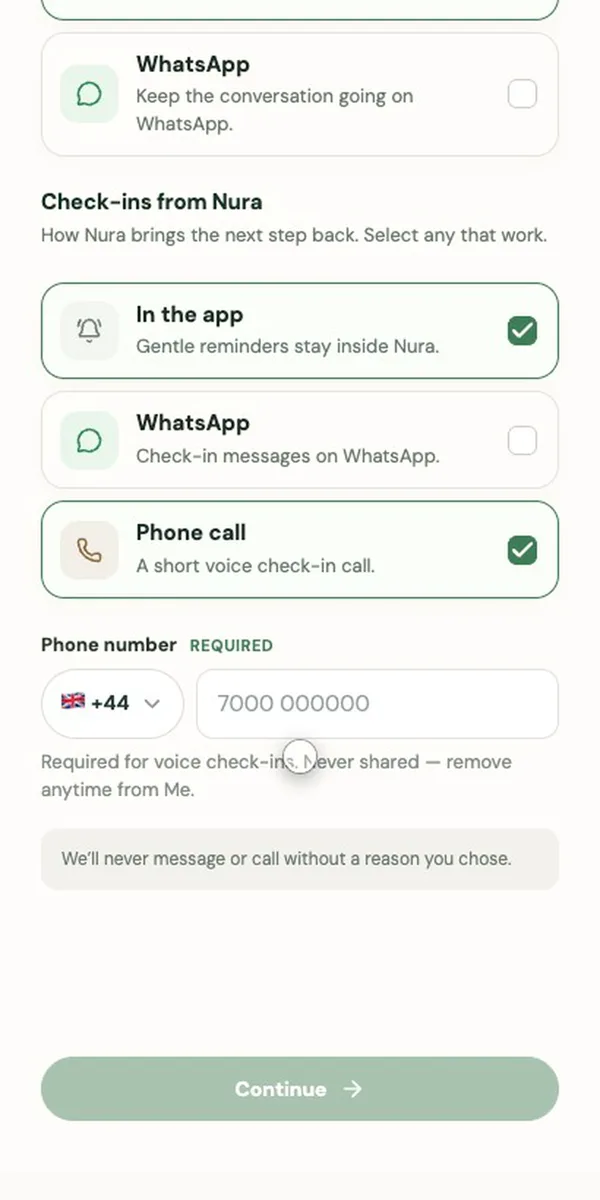 WhatsApp
Keep the conversation going on
WhatsApp.
Check-ins from Nura
How Nura brings the next step back. Select any that work.
In the app
Gentle reminders stay inside Nura.
WhatsApp
Check-in messages on WhatsApp.
Phone call
A short voice check-in call.
Phone number REQUIRED
+44 7000 000000
Required for voice check-ins. Never shared — remove
anytime from Me.
We'll never message or call without a reason you chose.
Continue